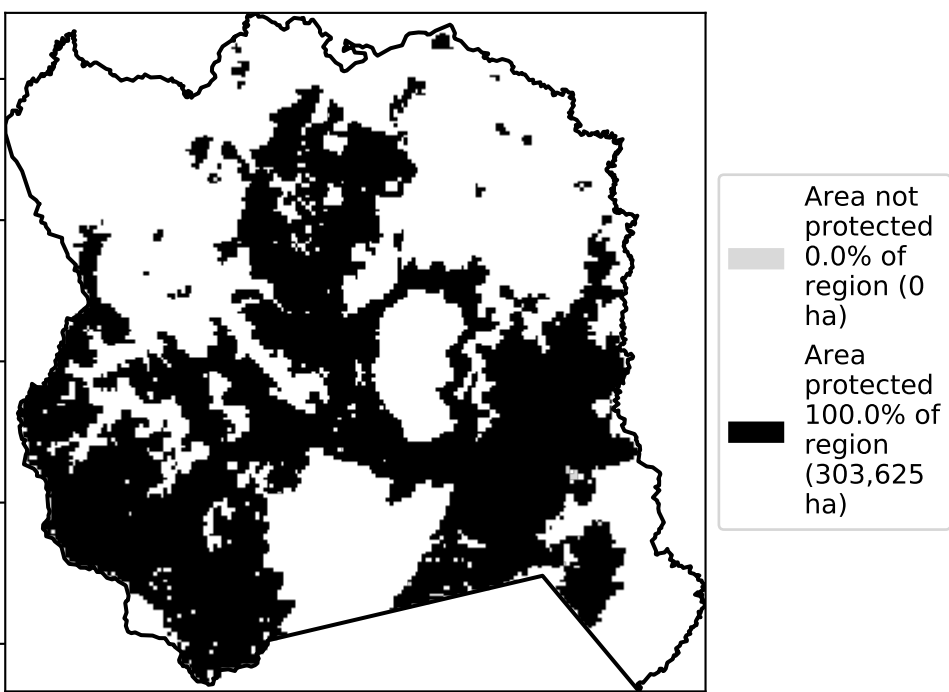 Area not
protected
0.0% of
region (0
ha)
Area
protected
100.0% of
region
(303,625
ha)